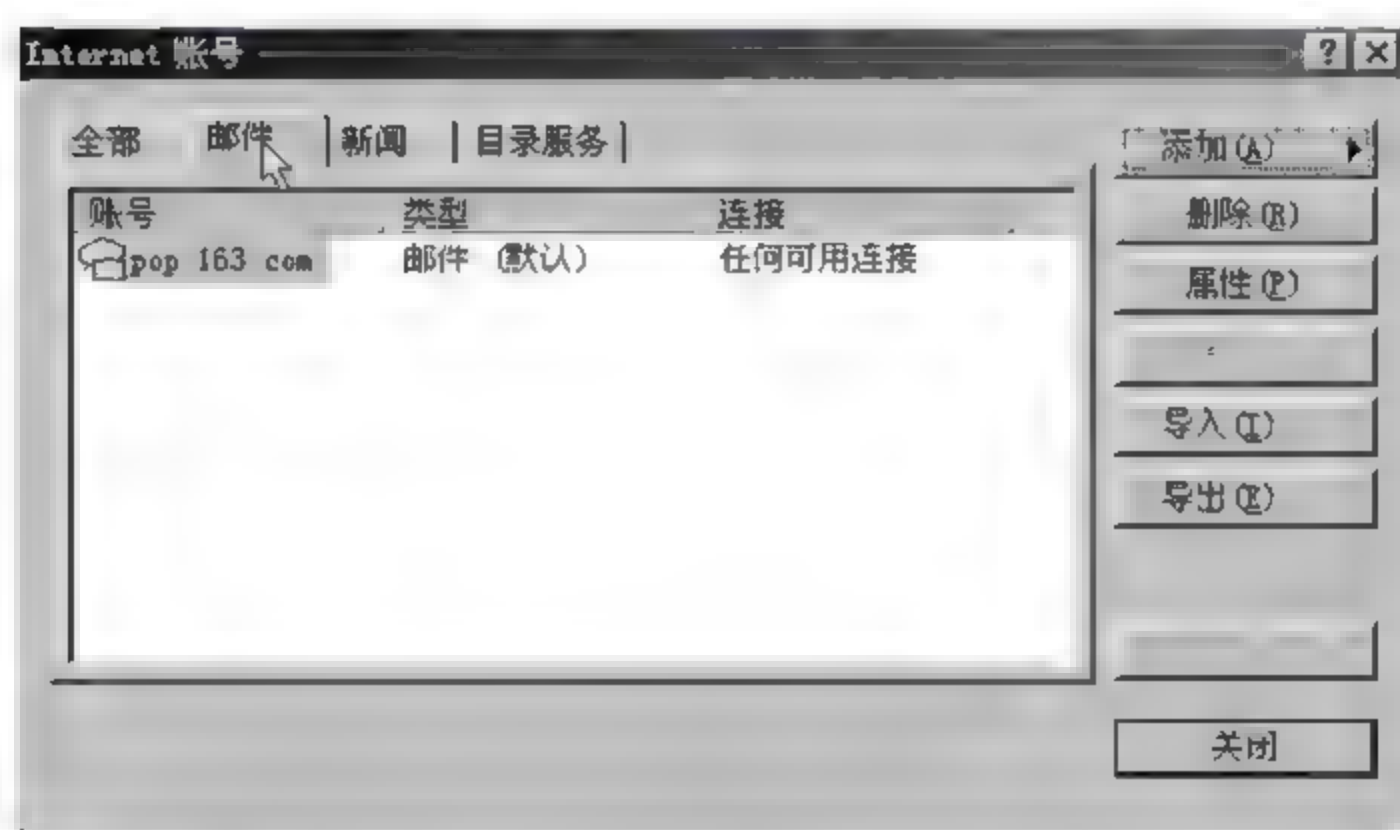 Internet 账号
全部 邮件 新闻 目录服务
添加(A)
账号 类型 连接
删除(R)
pop 163 com 邮件 (默认) 任何可用连接
属性(P)
导入(I)
导出(E)
关闭